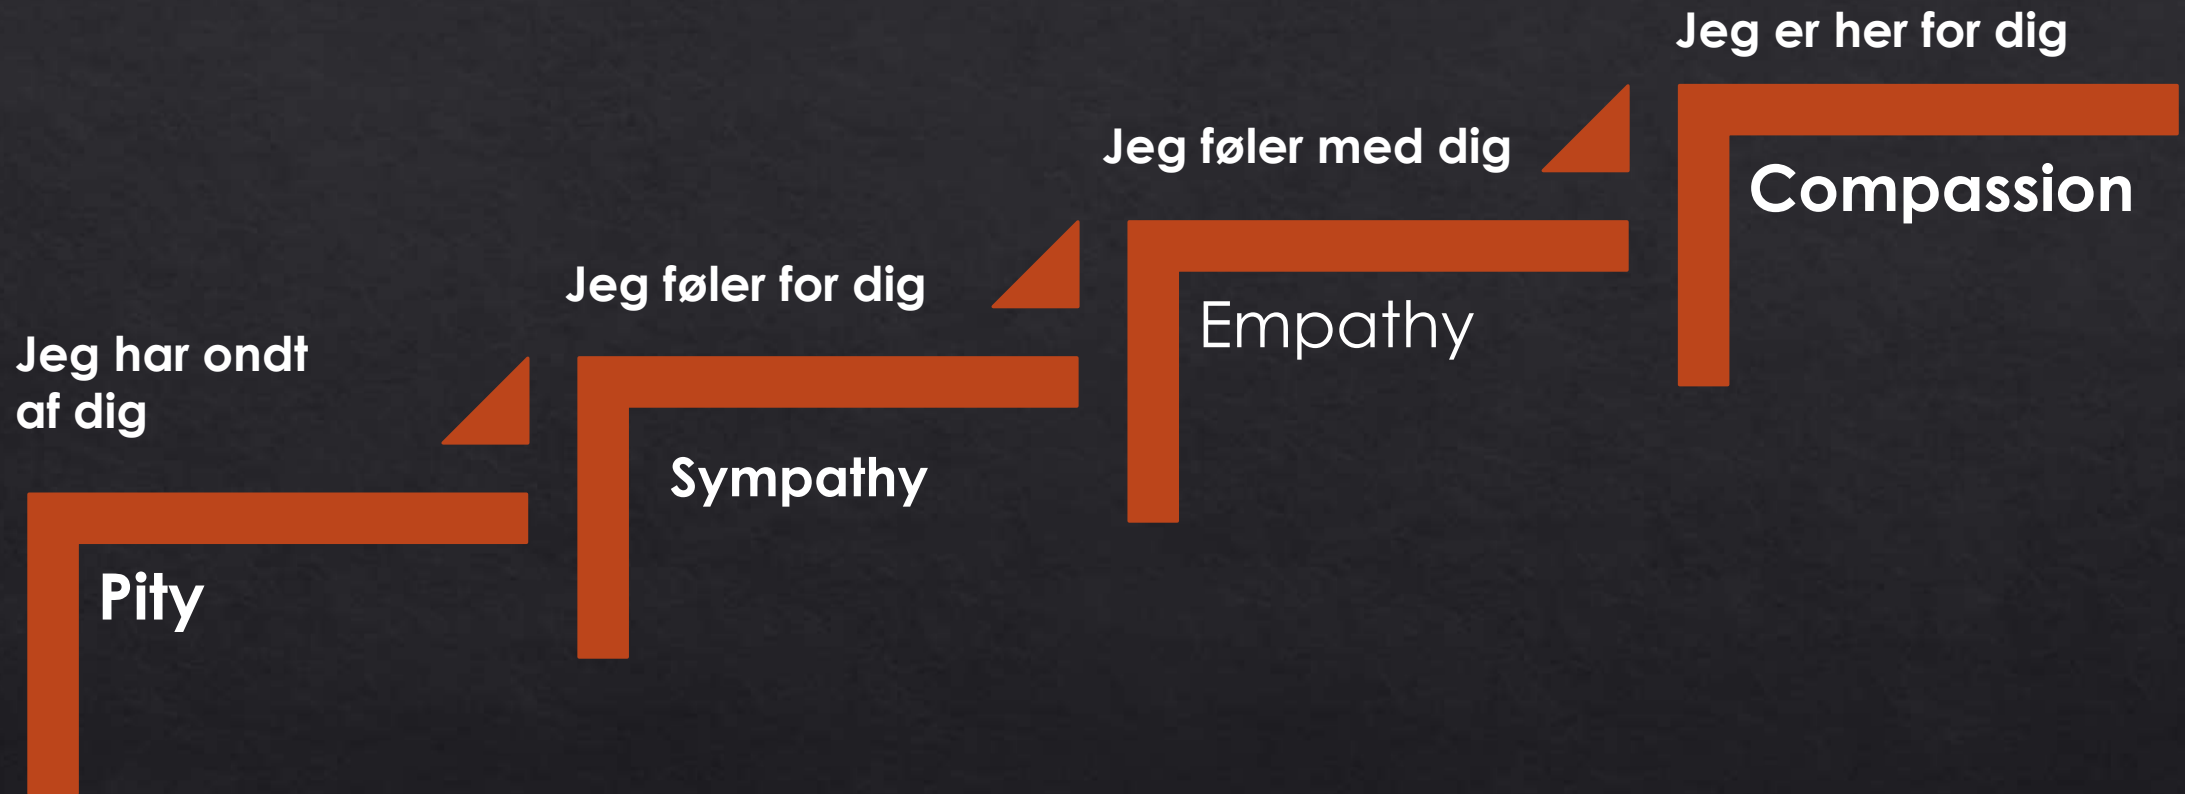 Jeg har ondt
af dig
Pity
Jeg føler for dig
Sympathy
Jeg føler med dig
Empathy
Jeg er her for dig
Compassion